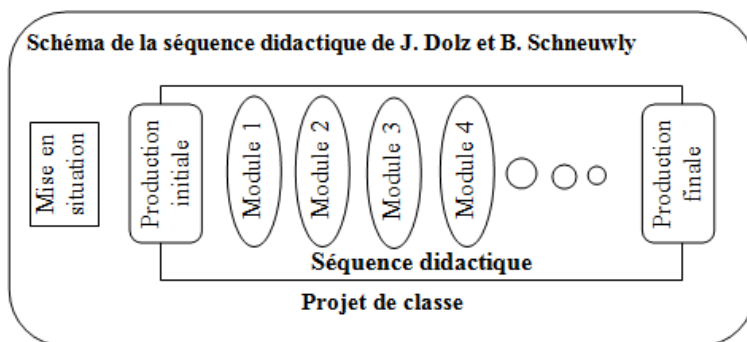 Schéma de la séquence didactique de J. Dolz et B. Schneuwly
Mise en
situation
Production
initiale
Module 1
Module 2
Module 3
Module 4
Production
finale
Séquence didactique
Projet de classe